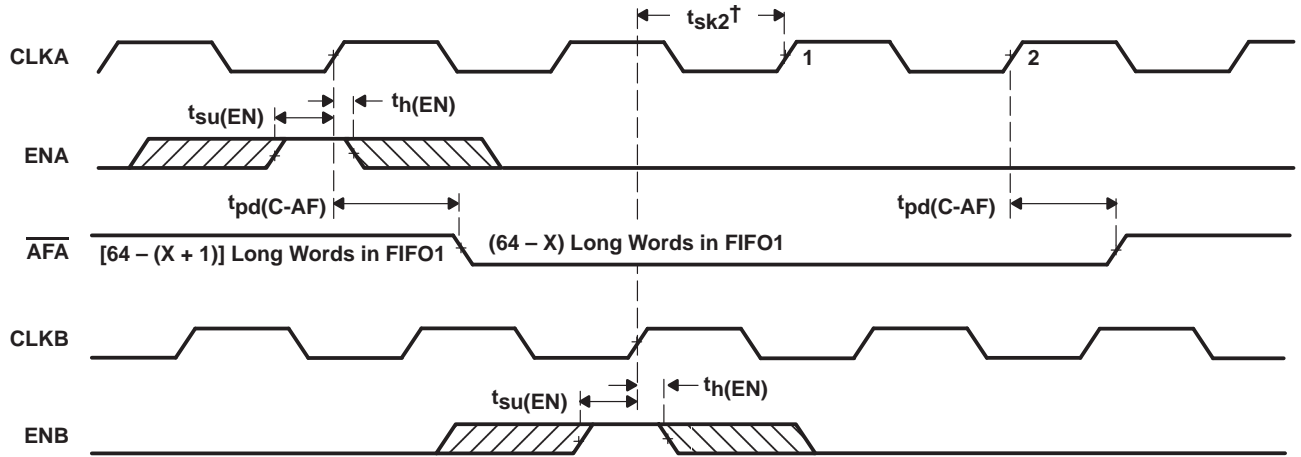 tsk2†
CLKA
1
2
tsu(EN)
th(EN)
ENA
tpd(C-AF)
tpd(C-AF)
AFA
[64 – (X + 1)] Long Words in FIFO1
(64 – X) Long Words in FIFO1
CLKB
tsu(EN)
th(EN)
ENB